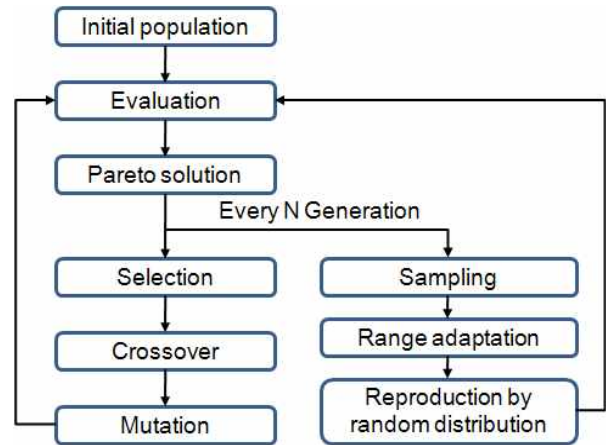 Initial population
Evaluation
Pareto solution
Every N Generation
Selection
Sampling
Crossover
Range adaptation
Mutation
Reproduction by
random distribution